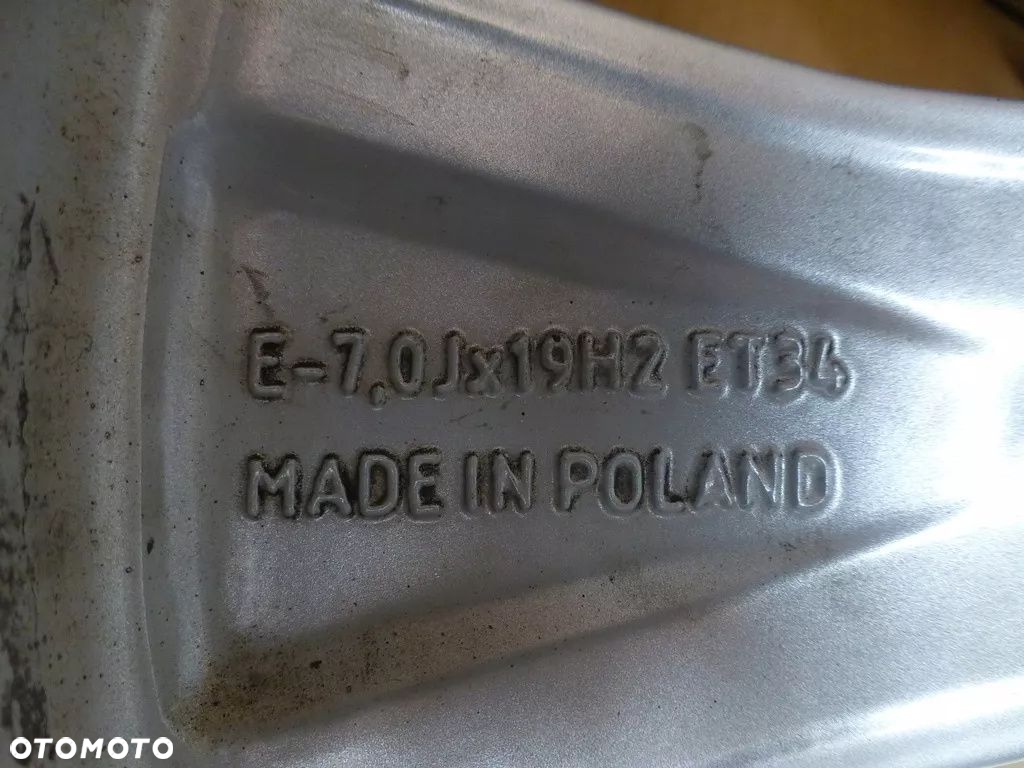 E-7,0Jx19H2 ET34
MADE IN POLAND
OTOMOTO